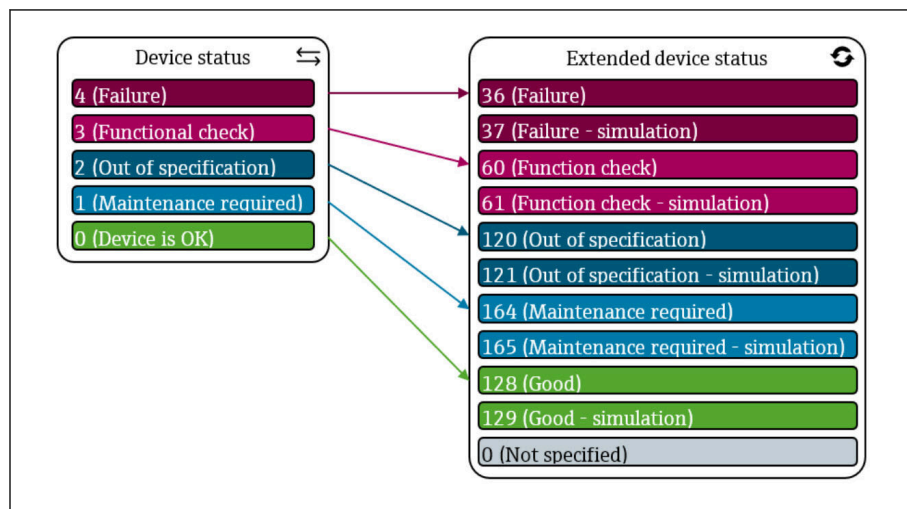 Device status
4 (Failure)
3 (Functional check)
2 (Out of specification)
1 (Maintenance required)
0 (Device is OK)
Extended device status
36 (Failure)
37 (Failure - simulation)
60 (Function check)
61 (Function check - simulation)
120 (Out of specification)
121 (Out of specification - simulation)
164 (Maintenance required)
165 (Maintenance required - simulation)
128 (Good)
129 (Good - simulation)
0 (Not specified)